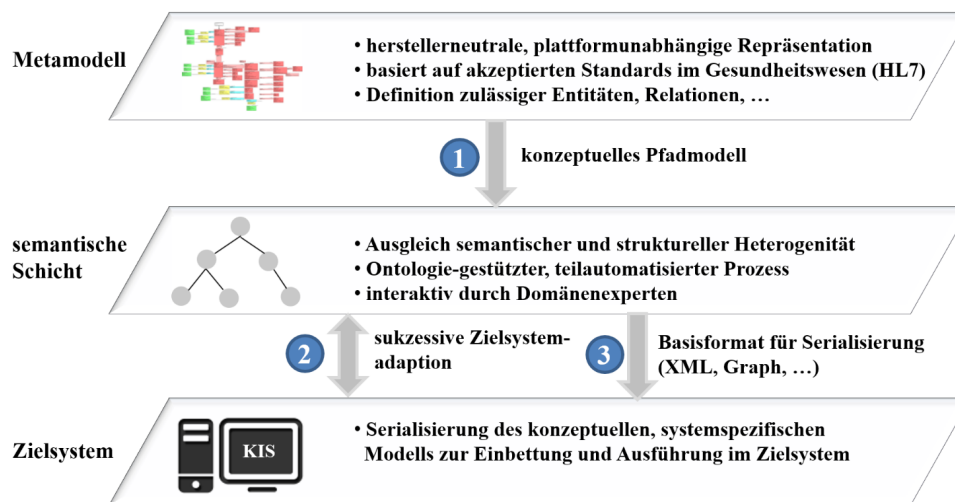 Metamodell
• herstellerneutrale, plattformunabhängige Repräsentation
• basiert auf akzeptierten Standards im Gesundheitswesen (HL7)
• Definition zulässiger Entitäten, Relationen, …
1
konzeptuelles Pfadmodell
semantische
Schicht
• Ausgleich semantischer und struktureller Heterogenität
• Ontologie-gestützter, teilautomatisierter Prozess
• interaktiv durch Domänenexperten
2
sukzessive Zielsystem-
adaption
3
Basisformat für Serialisierung
(XML, Graph, …)
Zielsystem
KIS
• Serialisierung des konzeptuellen, systemspezifischen
Modells zur Einbettung und Ausführung im Zielsystem